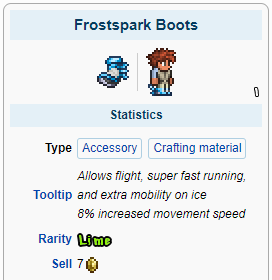 Frostspark Boots
Statistics
Type Accessory Crafting material
Tooltip Allows flight, super fast running,
and extra mobility on ice
8% increased movement speed
Rarity Lime
Sell 7